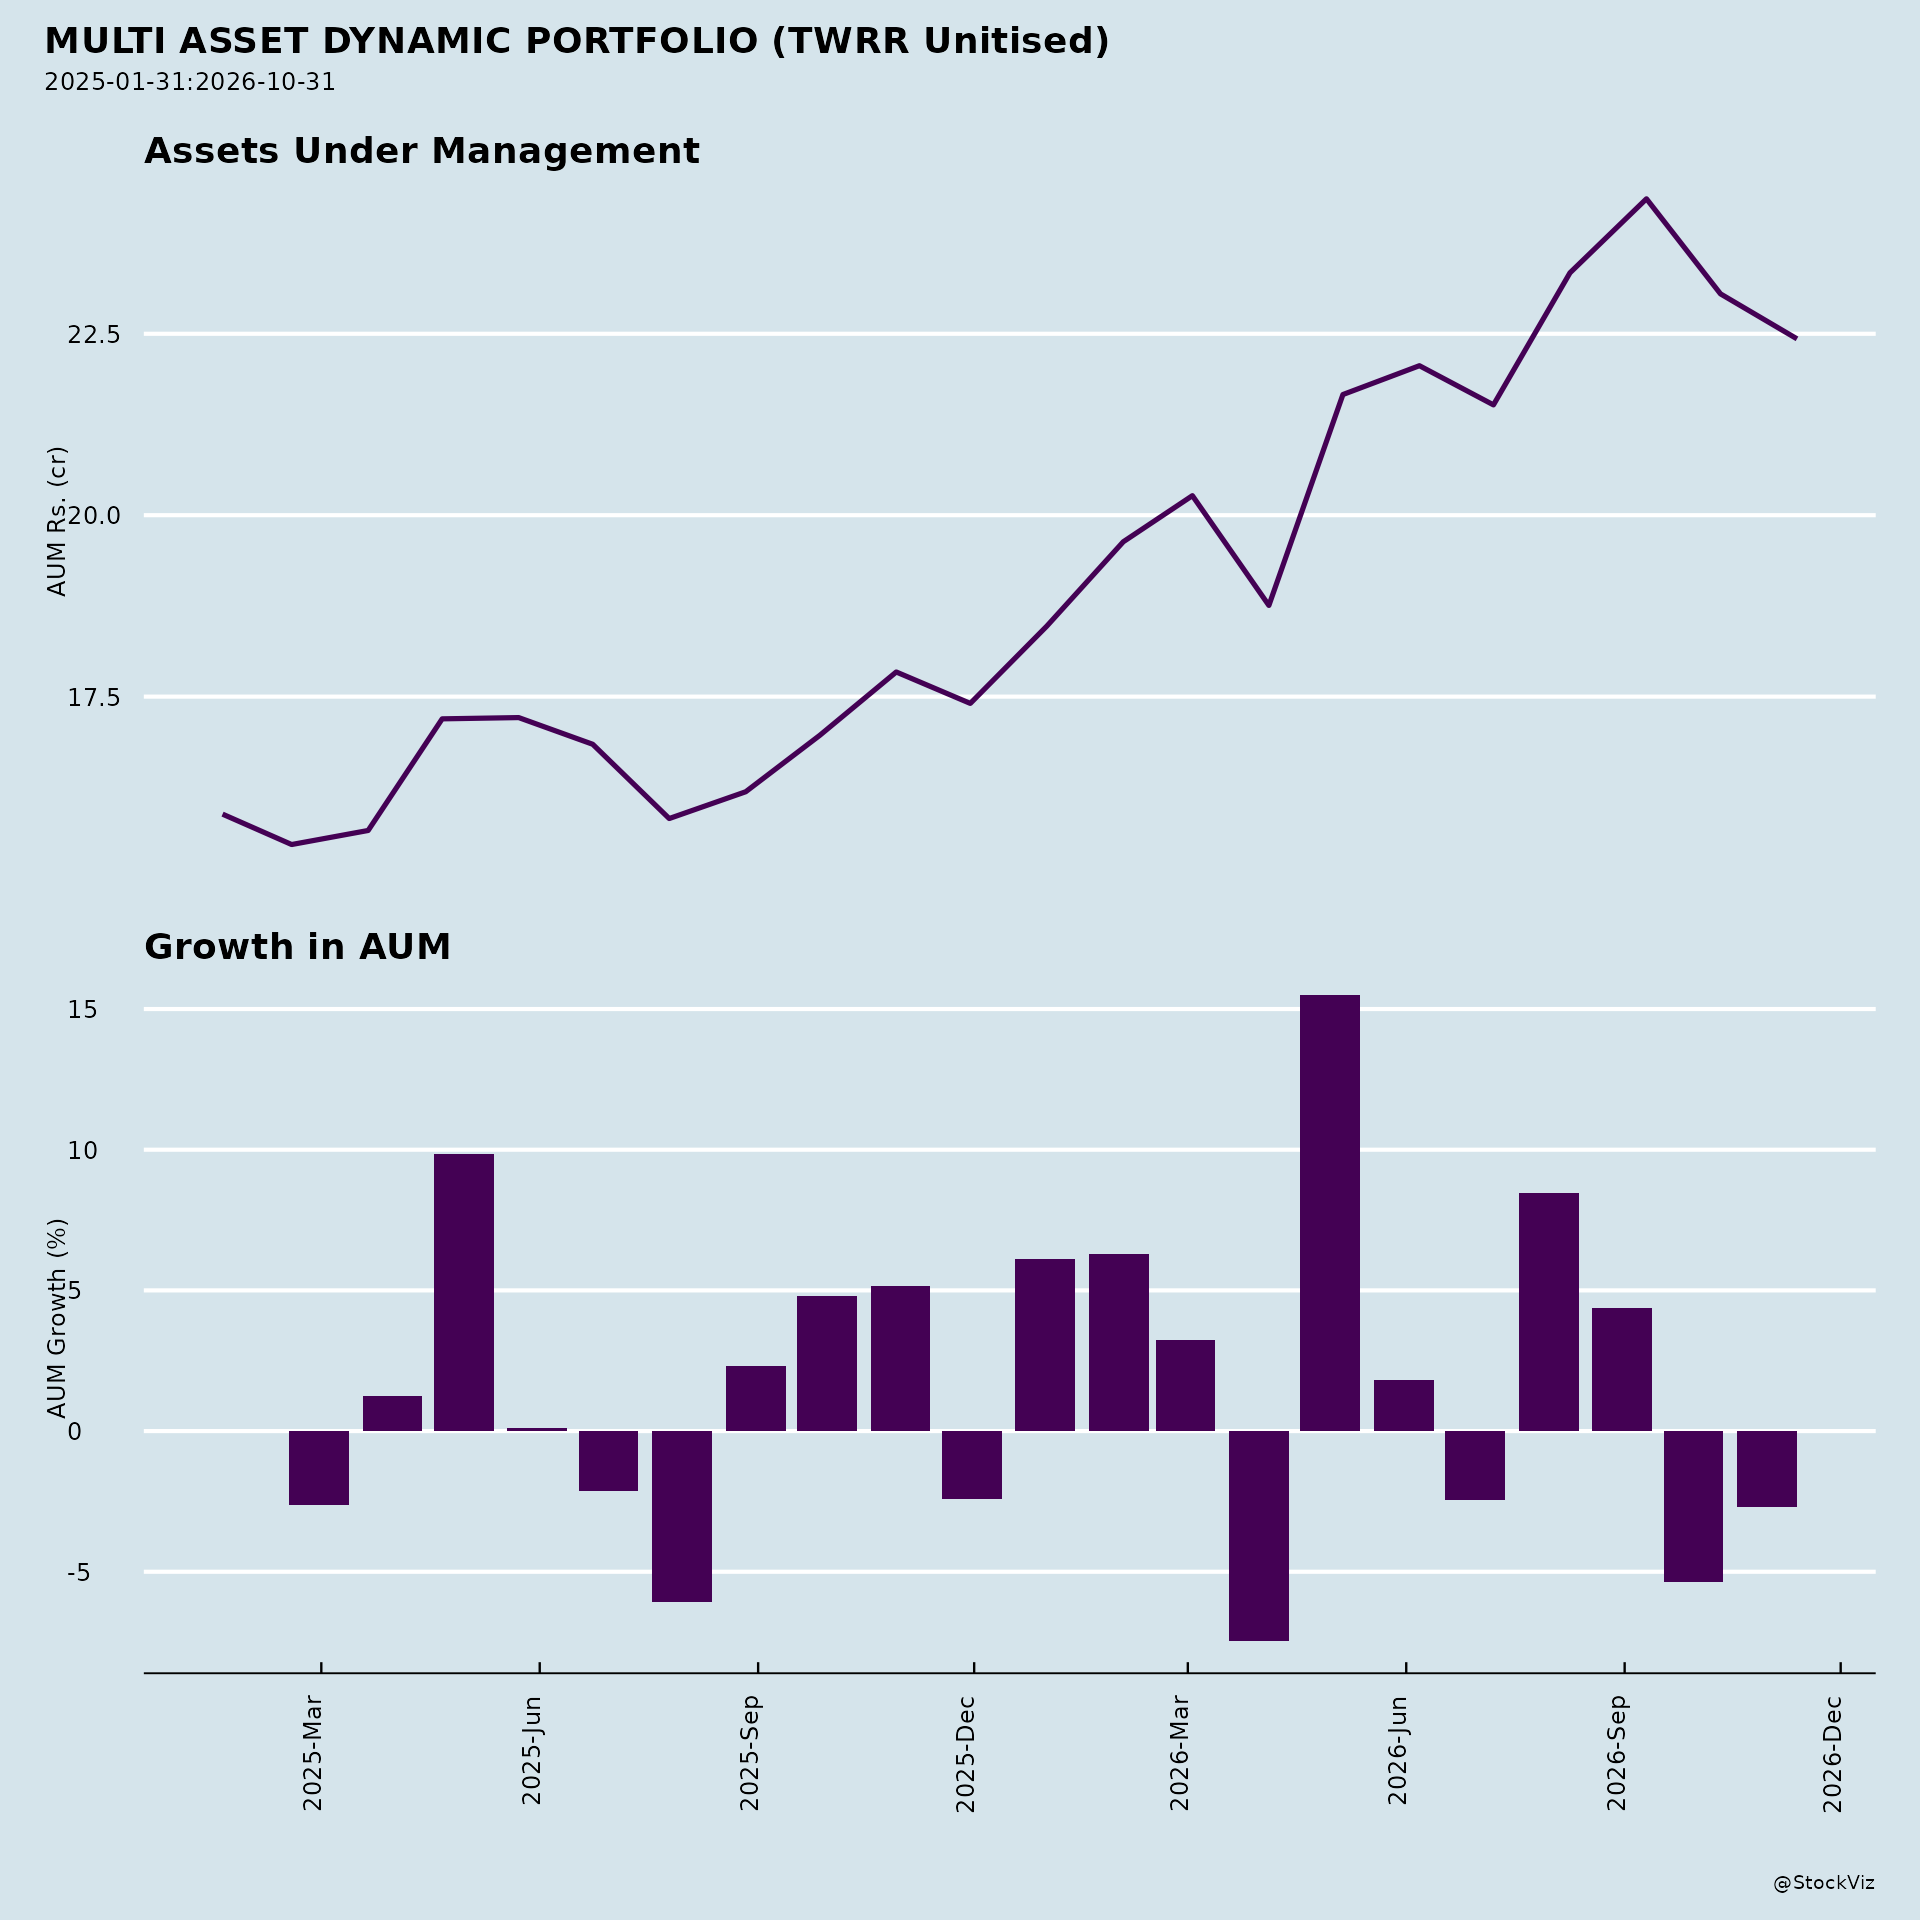 MULTI ASSET DYNAMIC PORTFOLIO (TWRR Unitised)
2025-01-31:2026-10-31
Assets Under Management
AUM Rs. (cr)
22.5
20.0
17.5
Growth in AUM
AUM Growth (%)
15
10
5
0
-5
2025-Mar
2025-Jun
2025-Sep
2025-Dec
2026-Mar
2026-Jun
2026-Sep
2026-Dec
@StockViz